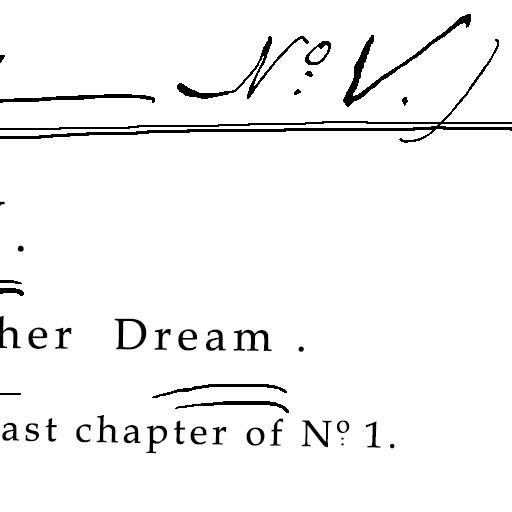 Nº. V.)
.
her Dream .
ast chapter of Nº 1.